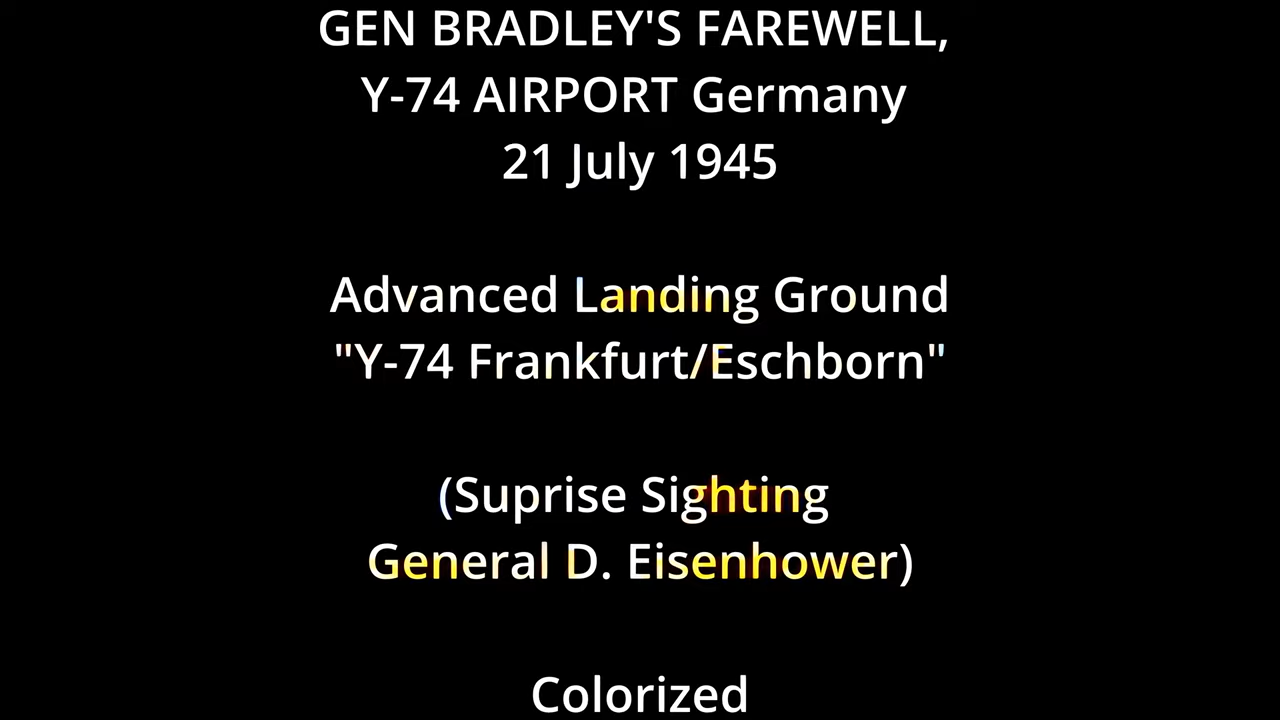 GEN BRADLEY'S FAREWELL,
Y-74 AIRPORT Germany
21 July 1945
Advanced Landing Ground
"Y-74 Frankfurt/Eschborn"
(Suprise Sighting
General D. Eisenhower)
Colorized